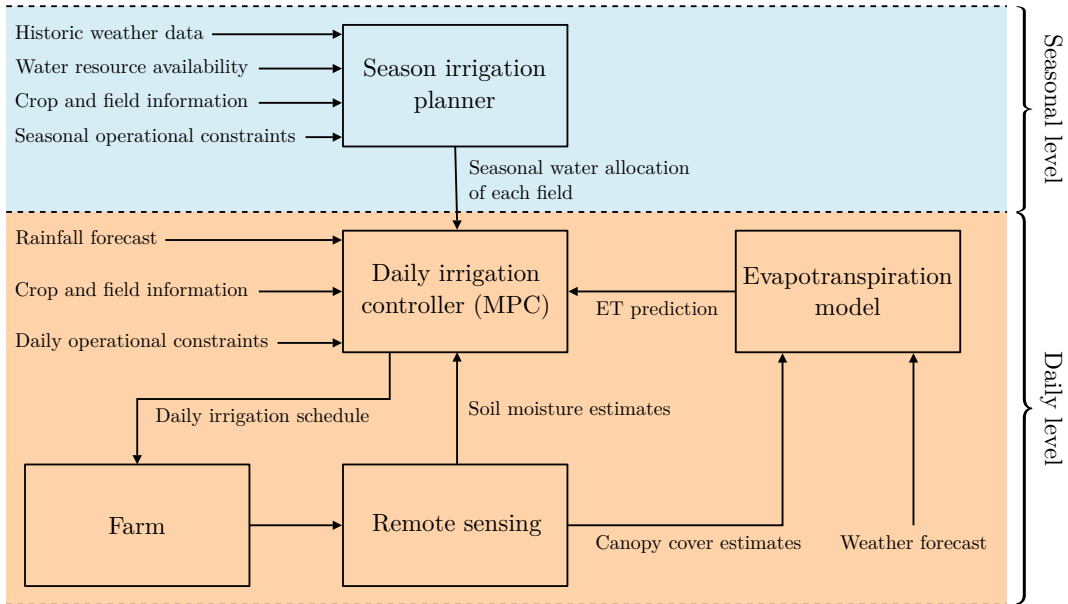 Historic weather data
Water resource availability
Crop and field information
Seasonal operational constraints
Season irrigation
planner
Seasonal water allocation
of each field
Seasonal level
Rainfall forecast
Crop and field information
Daily operational constraints
Daily irrigation
controller (MPC)
ET prediction
Evapotranspiration
model
Daily irrigation schedule
Soil moisture estimates
Farm
Remote sensing
Canopy cover estimates
Weather forecast
Daily level